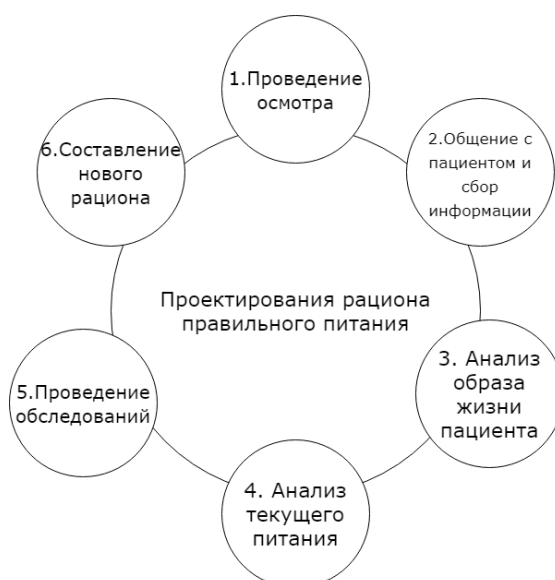 1.Проведение
осмотра
2.Общение с
пациентом и
сбор
информации
3. Анализ
образа
жизни
пациента
4. Анализ
текущего
питания
5.Проведение
обследований
6.Составление
нового
рациона
Проектирования рациона
правильного питания